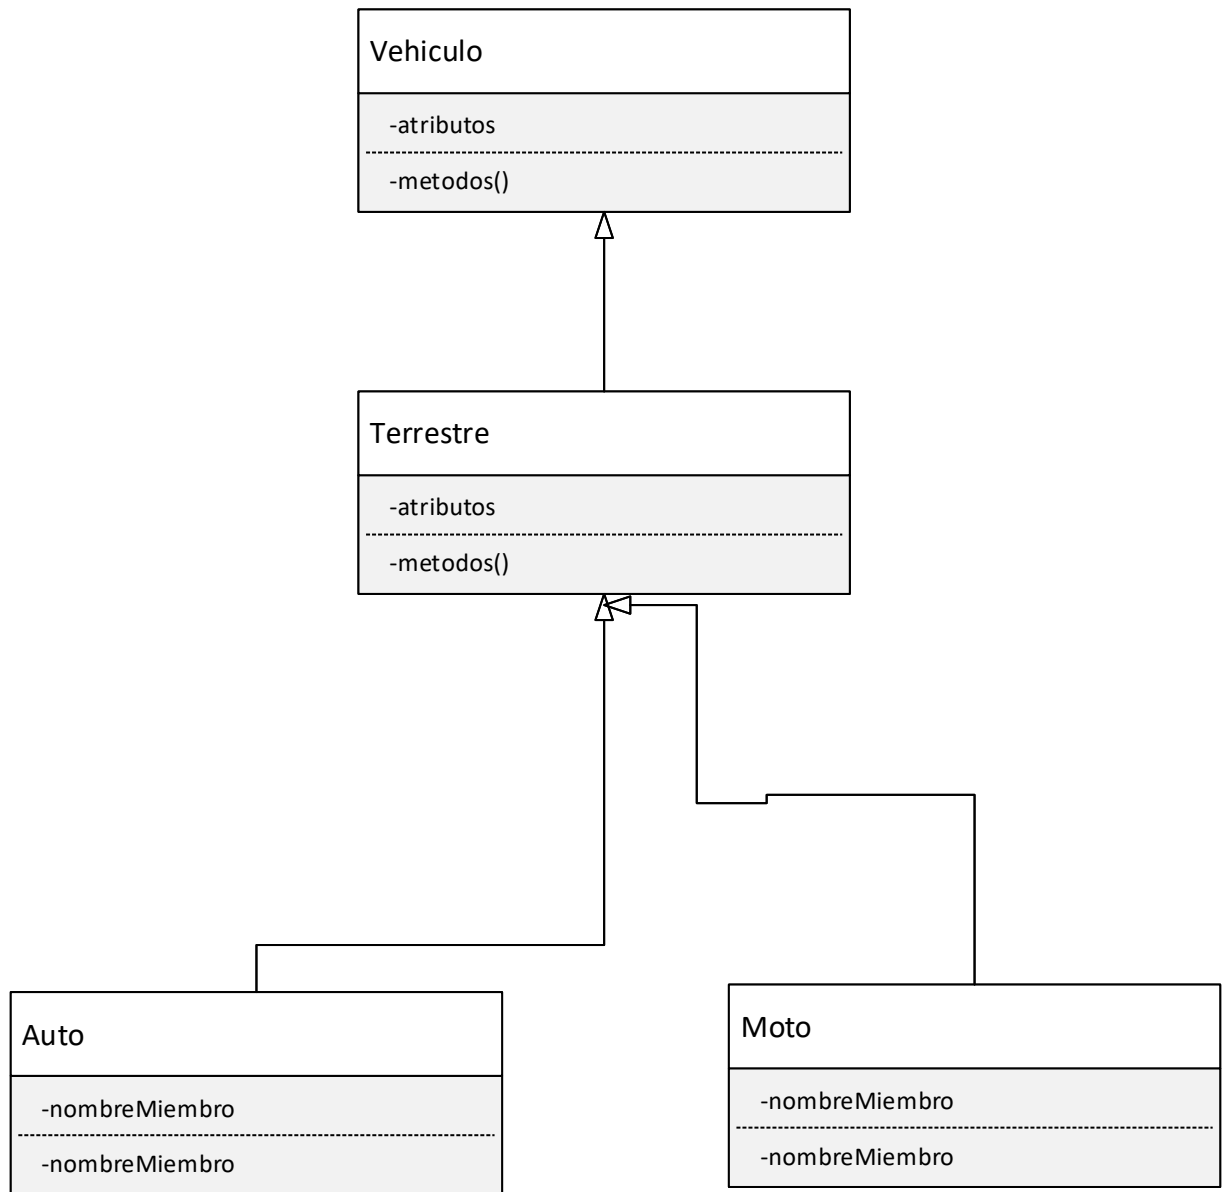 Vehiculo
-atributos
-metodos()
Terrestre
-atributos
-metodos()
Auto
-nombreMiembro
-nombreMiembro
Moto
-nombreMiembro
-nombreMiembro